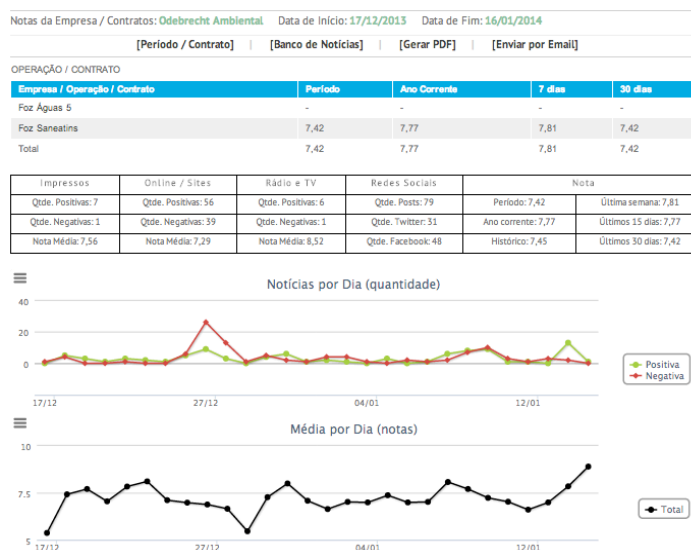 Notas da Empresa / Contratos: Odebrecht Ambiental Data de Início: 17/12/2013 Data de Fim: 16/01/2014
[Período / Contrato] | [Banco de Notícias] | [Gerar PDF] | [Enviar por Email]
OPERAÇÃO / CONTRATO
Empresa / Operação / Contrato Período Ano Corrente 7 dias 30 dias
Foz Águas 5 - - - -
Foz Saneatins 7,42 7,77 7,81 7,42
Total 7,42 7,77 7,81 7,42
Impressos Online / Sites Rádio e TV Redes Sociais Nota
Qtde. Positivas: 7 Qtde. Positivas: 56 Qtde. Positivas: 6 Qtde. Posts: 79 Período: 7,42 Última semana: 7,81
Qtde. Negativas: 1 Qtde. Negativas: 39 Qtde. Negativas: 1 Qtde. Twitter: 31 Ano corrente: 7,77 Últimos 15 dias: 7,77
Nota Média: 7,56 Nota Média: 7,29 Nota Média: 8,52 Qtde. Facebook: 48 Histórico: 7,45 Últimos 30 dias: 7,42
Notícias por Dia (quantidade)
40
20
0
Positiva
Negativa
17/12 27/12 04/01 12/01
Média por Dia (notas)
10
7.5
Total
5
17/12 27/12 04/01 12/01